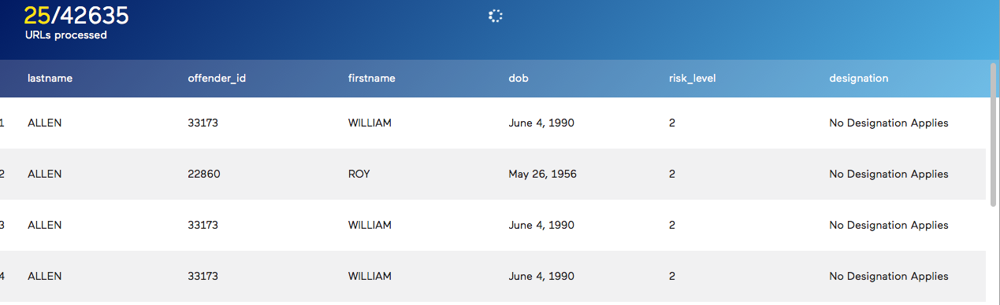 25/42635
URLs processed
lastname offender_id firstname dob risk_level designation
1 ALLEN 33173 WILLIAM June 4, 1990 2 No Designation Applies
2 ALLEN 22860 ROY May 26, 1956 2 No Designation Applies
3 ALLEN 33173 WILLIAM June 4, 1990 2 No Designation Applies
4 ALLEN 33173 WILLIAM June 4, 1990 2 No Designation Applies